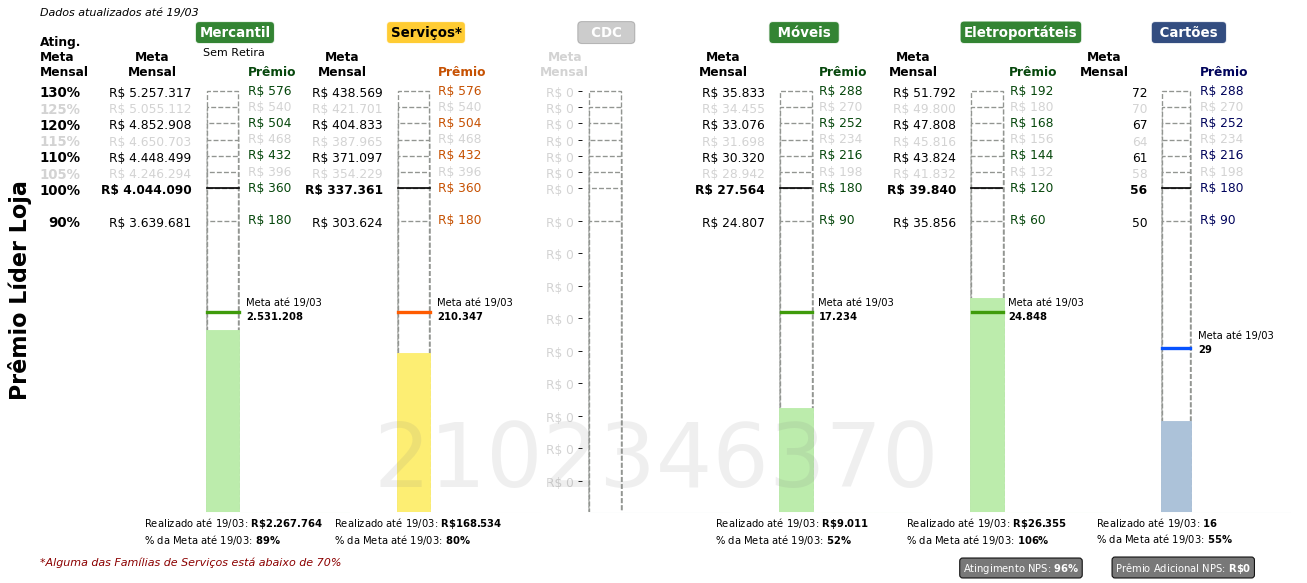 Dados atualizados até 19/03
Mercantil Serviços* CDC Móveis Eletroportáteis Cartões
Sem Retira
Ating. Meta Mensal Meta Mensal Prêmio Meta Mensal Prêmio Meta Mensal Meta Mensal Prêmio Meta Mensal Prêmio Meta Mensal Prêmio
130% R$ 5.257.317 R$ 576 R$ 438.569 R$ 576 R$ 0 R$ 35.833 R$ 288 R$ 51.792 R$ 192 72 R$ 288
125% R$ 5.055.112 R$ 540 R$ 421.701 R$ 540 R$ 0 R$ 34.455 R$ 270 R$ 49.800 R$ 180 70 R$ 270
120% R$ 4.852.908 R$ 504 R$ 404.833 R$ 504 R$ 0 R$ 33.076 R$ 252 R$ 47.808 R$ 168 67 R$ 252
115% R$ 4.650.703 R$ 468 R$ 387.965 R$ 468 R$ 0 R$ 31.698 R$ 234 R$ 45.816 R$ 156 64 R$ 234
110% R$ 4.448.499 R$ 432 R$ 371.097 R$ 432 R$ 0 R$ 30.320 R$ 216 R$ 43.824 R$ 144 61 R$ 216
105% R$ 4.246.294 R$ 396 R$ 354.229 R$ 396 R$ 0 R$ 28.942 R$ 198 R$ 41.832 R$ 132 58 R$ 198
100% R$ 4.044.090 R$ 360 R$ 337.361 R$ 360 R$ 0 R$ 27.564 R$ 180 R$ 39.840 R$ 120 56 R$ 180
90% R$ 3.639.681 R$ 180 R$ 303.624 R$ 180 R$ 0 R$ 24.807 R$ 90 R$ 35.856 R$ 60 50 R$ 90
R$ 0
R$ 0
R$ 0
R$ 0
R$ 0
R$ 0
R$ 0
R$ 0
Prêmio Líder Loja
Meta até 19/03 Meta até 19/03 Meta até 19/03 Meta até 19/03
2.531.208 210.347 17.234 24.848
Meta até 19/03
29
2102346370
Realizado até 19/03: R$2.267.764 Realizado até 19/03: R$168.534 Realizado até 19/03: R$9.011 Realizado até 19/03: R$26.355 Realizado até 19/03: 16
% da Meta até 19/03: 89% % da Meta até 19/03: 80% % da Meta até 19/03: 52% % da Meta até 19/03: 106% % da Meta até 19/03: 55%
*Alguma das Famílias de Serviços está abaixo de 70%
Atingimento NPS: 96% Prêmio Adicional NPS: R$0